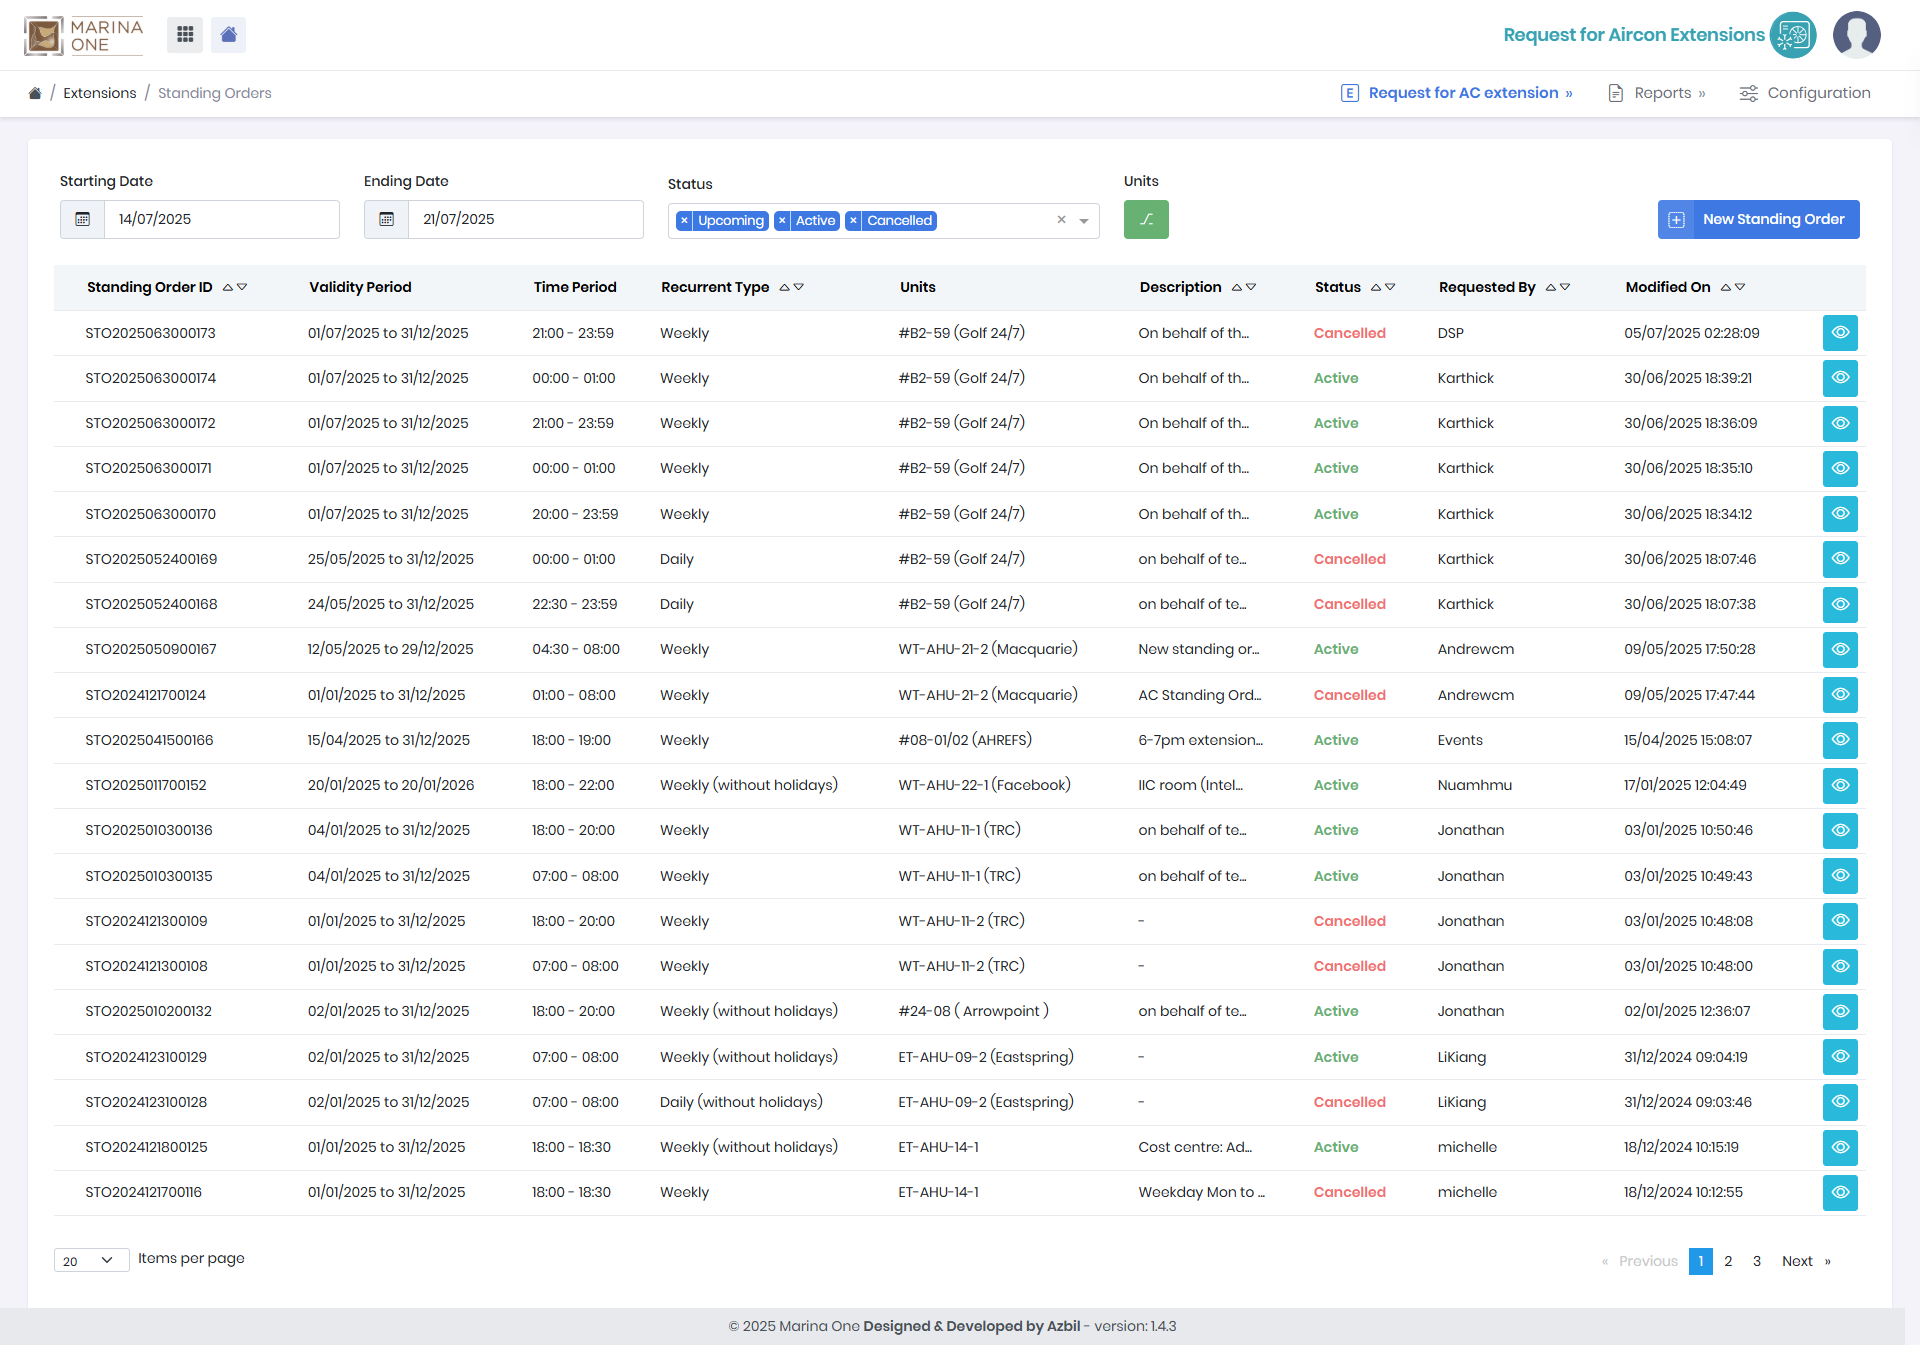 MARINA ONE
Request for Aircon Extensions
/ Extensions / Standing Orders
E Request for AC extension »
Reports »
Configuration
Starting Date
14/07/2025
Ending Date
21/07/2025
Status
× Upcoming × Active × Cancelled ×
Units
New Standing Order
Standing Order ID Validity Period Time Period Recurrent Type Units Description Status Requested By Modified On
STO2025063000173 01/07/2025 to 31/12/2025 21:00 - 23:59 Weekly #B2-59 (Golf 24/7) On behalf of th... Cancelled DSP 05/07/2025 02:28:09
STO2025063000174 01/07/2025 to 31/12/2025 00:00 - 01:00 Weekly #B2-59 (Golf 24/7) On behalf of th... Active Karthick 30/06/2025 18:39:21
STO2025063000172 01/07/2025 to 31/12/2025 21:00 - 23:59 Weekly #B2-59 (Golf 24/7) On behalf of th... Active Karthick 30/06/2025 18:36:09
STO2025063000171 01/07/2025 to 31/12/2025 00:00 - 01:00 Weekly #B2-59 (Golf 24/7) On behalf of th... Active Karthick 30/06/2025 18:35:10
STO2025063000170 01/07/2025 to 31/12/2025 20:00 - 23:59 Weekly #B2-59 (Golf 24/7) On behalf of th... Active Karthick 30/06/2025 18:34:12
STO2025052400169 25/05/2025 to 31/12/2025 00:00 - 01:00 Daily #B2-59 (Golf 24/7) on behalf of te... Cancelled Karthick 30/06/2025 18:07:46
STO2025052400168 24/05/2025 to 31/12/2025 22:30 - 23:59 Daily #B2-59 (Golf 24/7) on behalf of te... Cancelled Karthick 30/06/2025 18:07:38
STO2025050900167 12/05/2025 to 29/12/2025 04:30 - 08:00 Weekly WT-AHU-21-2 (Macquarie) New standing or... Active Andrewcm 09/05/2025 17:50:28
STO2024121700124 01/01/2025 to 31/12/2025 01:00 - 08:00 Weekly WT-AHU-21-2 (Macquarie) AC Standing Ord... Cancelled Andrewcm 09/05/2025 17:47:44
STO2025041500166 15/04/2025 to 31/12/2025 18:00 - 19:00 Weekly #08-01/02 (AHREFS) 6-7pm extension... Active Events 15/04/2025 15:08:07
STO2025011700152 20/01/2025 to 20/01/2026 18:00 - 22:00 Weekly (without holidays) WT-AHU-22-1 (Facebook) IIC room (Intel... Active Nuamhmu 17/01/2025 12:04:49
STO2025010300136 04/01/2025 to 31/12/2025 18:00 - 20:00 Weekly WT-AHU-11-1 (TRC) on behalf of te... Active Jonathan 03/01/2025 10:50:46
STO2025010300135 04/01/2025 to 31/12/2025 07:00 - 08:00 Weekly WT-AHU-11-1 (TRC) on behalf of te... Active Jonathan 03/01/2025 10:49:43
STO2024121300109 01/01/2025 to 31/12/2025 18:00 - 20:00 Weekly WT-AHU-11-2 (TRC) - Cancelled Jonathan 03/01/2025 10:48:08
STO2024121300108 01/01/2025 to 31/12/2025 07:00 - 08:00 Weekly WT-AHU-11-2 (TRC) - Cancelled Jonathan 03/01/2025 10:48:00
STO2025010200132 02/01/2025 to 31/12/2025 18:00 - 20:00 Weekly (without holidays) #24-08 ( Arrowpoint ) on behalf of te... Active Jonathan 02/01/2025 12:36:07
STO2024123100129 02/01/2025 to 31/12/2025 07:00 - 08:00 Weekly (without holidays) ET-AHU-09-2 (Eastspring) - Active LiKiang 31/12/2024 09:04:19
STO2024123100128 02/01/2025 to 31/12/2025 07:00 - 08:00 Daily (without holidays) ET-AHU-09-2 (Eastspring) - Cancelled LiKiang 31/12/2024 09:03:46
STO2024121800125 01/01/2025 to 31/12/2025 18:00 - 18:30 Weekly (without holidays) ET-AHU-14-1 Cost centre: Ad... Active michelle 18/12/2024 10:15:19
STO2024121700116 01/01/2025 to 31/12/2025 18:00 - 18:30 Weekly ET-AHU-14-1 Weekday Mon to ... Cancelled michelle 18/12/2024 10:12:55
20 Items per page
« Previous 1 2 3 Next »
© 2025 Marina One Designed & Developed by Azbil - version: 1.4.3